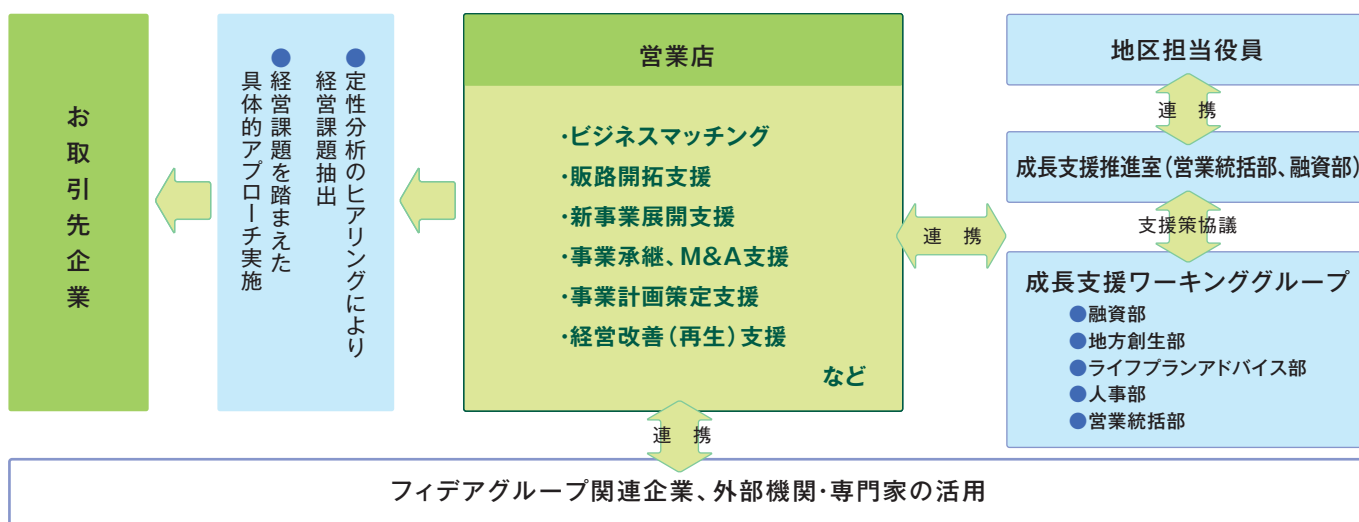 お取引先企業
●定性分析のヒアリングにより
経営課題抽出
●経営課題を踏まえた
具体的アプローチ実施
営業店
・ビジネスマッチング
・販路開拓支援
・新事業展開支援
・事業承継、M&A支援
・事業計画策定支援
・経営改善（再生）支援
など
連 携
地区担当役員
連 携
成長支援推進室（営業統括部、融資部）
支援策協議
成長支援ワーキンググループ
●融資部
●地方創生部
●ライフプランアドバイス部
●人事部
●営業統括部
連 携
フィデアグループ関連企業、外部機関・専門家の活用